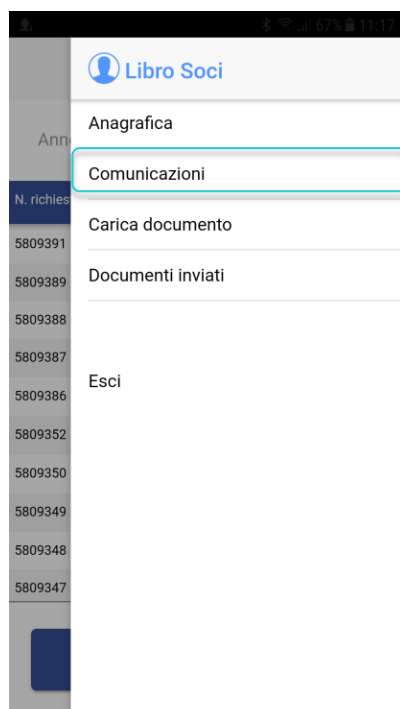 67% 11:17
Libro Soci
Anagrafica
Ann
Comunicazioni
N. richies
Carica documento
5809391
Documenti inviati
5809389
5809388
5809387
Esci
5809386
5809352
5809350
5809349
5809348
5809347